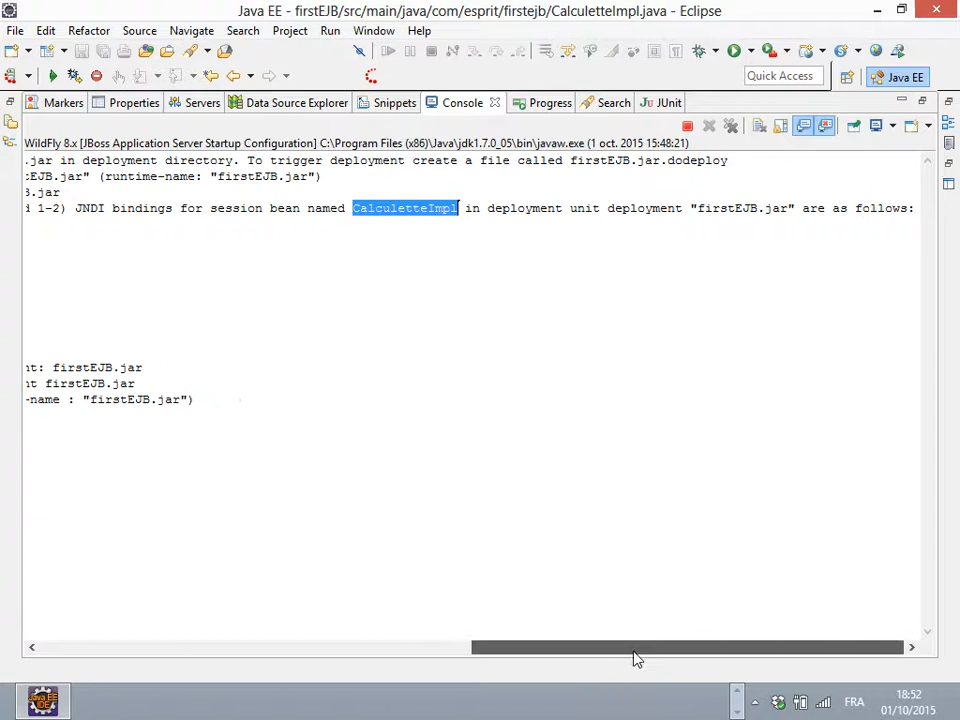 Java EE - firstEJB/src/main/java/com/esprit/firstejb/CalculetteImpl.java - Eclipse
File Edit Refactor Source Navigate Search Project Run Window Help
Quick Access Java EE
Markers Properties Servers Data Source Explorer Snippets Console Progress Search JUnit
WildFly 8.x [JBoss Application Server Startup Configuration] C:\Program Files (x86)\Java\jdk1.7.0_05\bin\javaw.exe (1 oct. 2015 15:48:21)
.jar in deployment directory. To trigger deployment create a file called firstEJB.jar.dodeploy
EJB.jar" (runtime-name: "firstEJB.jar")
B.jar
d 1-2) JNDI bindings for session bean named CalculetteImpl in deployment unit deployment "firstEJB.jar" are as follows:
nt: firstEJB.jar
nt firstEJB.jar
-name : "firstEJB.jar")
Java EE
IDE
FRA
18:52
01/10/2015